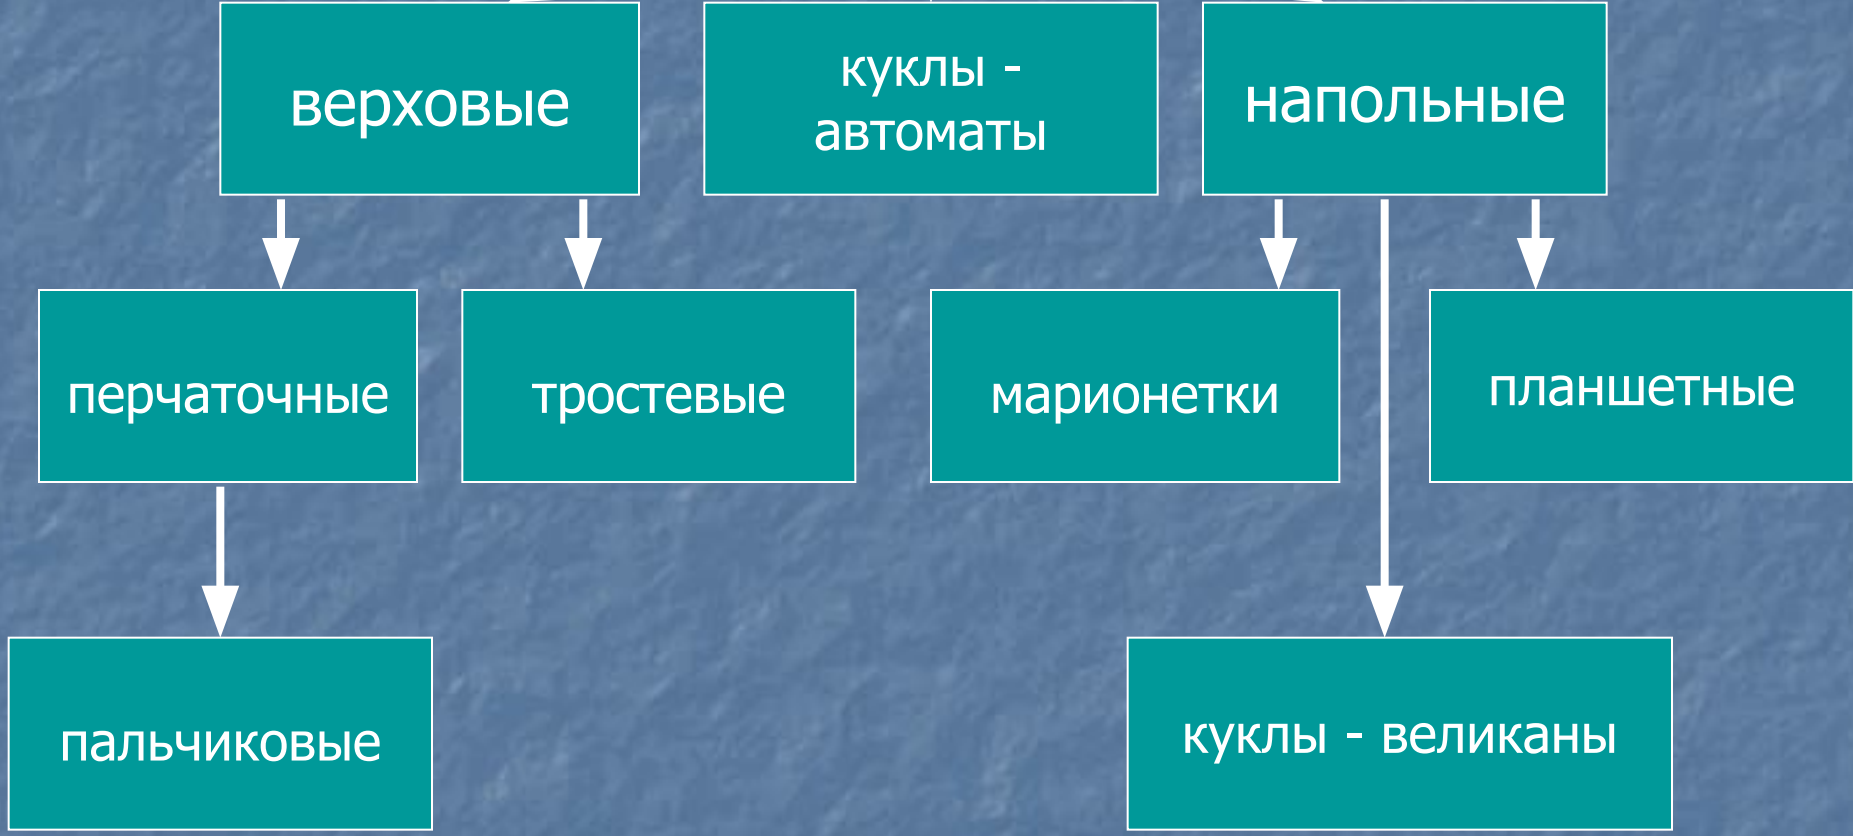 верховые
куклы -
автоматы
напольные
перчаточные
тростевые
марионетки
планшетные
пальчиковые
куклы - великаны